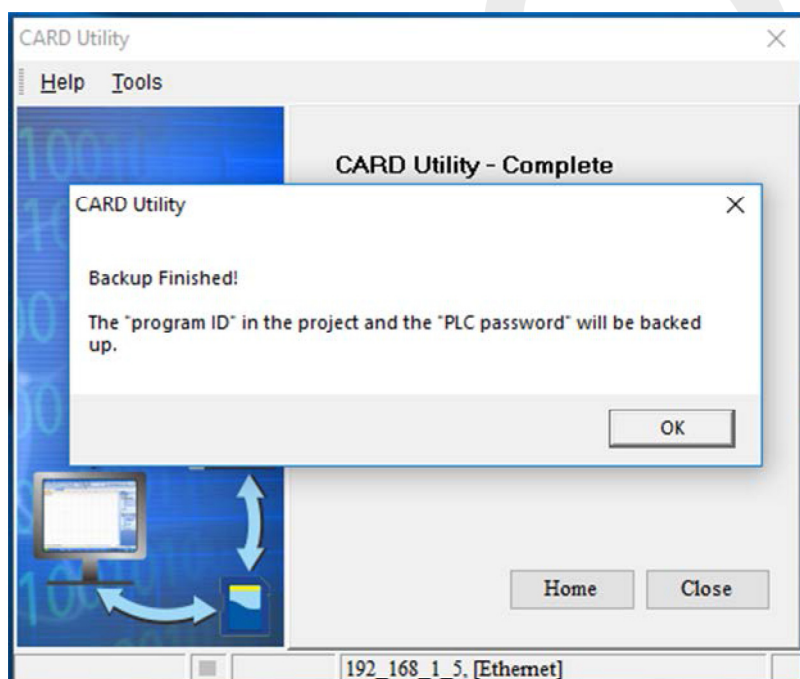 CARD Utility
Help Tools
CARD Utility - Complete
CARD Utility
Backup Finished!
The "program ID" in the project and the "PLC password" will be backed
up.
OK
Home Close
192_168_1_5, [Ethernet]